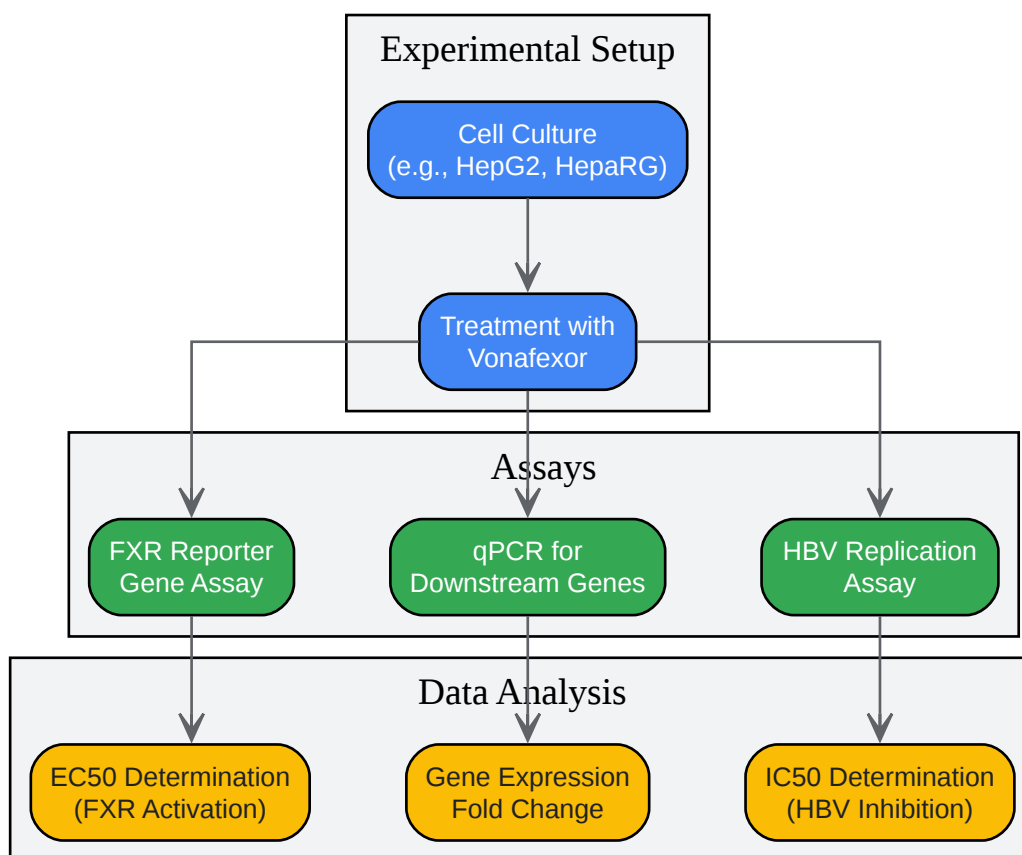 Experimental Setup
Cell Culture
(e.g., HepG2, HepaRG)
Treatment with
Vonafexor
Assays
FXR Reporter
Gene Assay
qPCR for
Downstream Genes
HBV Replication
Assay
Data Analysis
EC50 Determination
(FXR Activation)
Gene Expression
Fold Change
IC50 Determination
(HBV Inhibition)